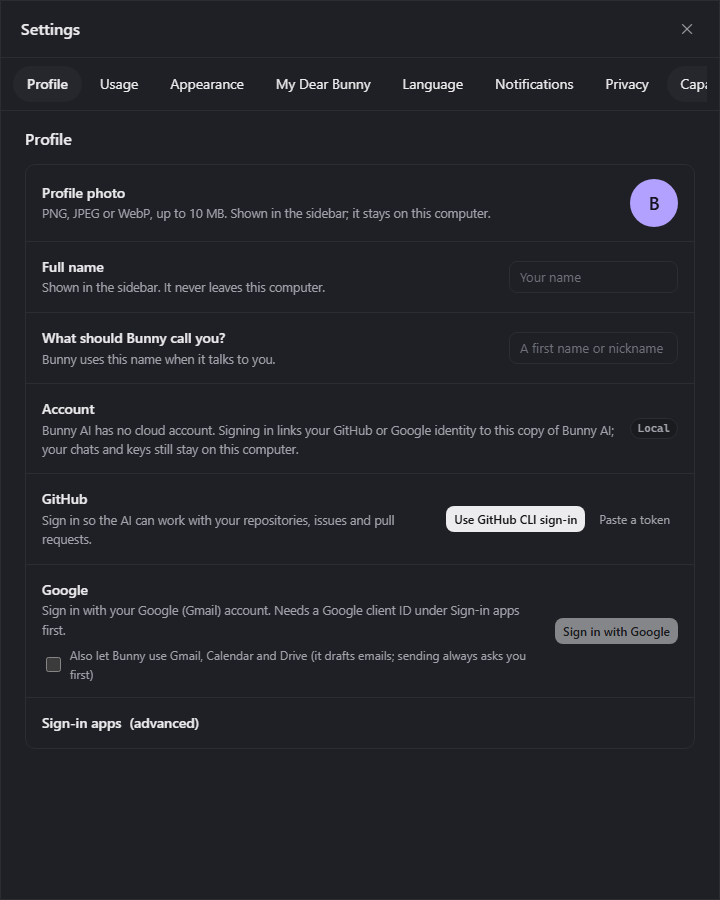 Settings
Profile
Usage
Appearance
My Dear Bunny
Language
Notifications
Privacy
Capa
Profile
Profile photo
PNG, JPEG or WebP, up to 10 MB. Shown in the sidebar; it stays on this computer.
B
Full name
Shown in the sidebar. It never leaves this computer.
Your name
What should Bunny call you?
Bunny uses this name when it talks to you.
A first name or nickname
Account
Bunny AI has no cloud account. Signing in links your GitHub or Google identity to this copy of Bunny AI;
your chats and keys still stay on this computer.
Local
GitHub
Sign in so the AI can work with your repositories, issues and pull
requests.
Use GitHub CLI sign-in
Paste a token
Google
Sign in with your Google (Gmail) account. Needs a Google client ID under Sign-in apps
first.
Also let Bunny use Gmail, Calendar and Drive (it drafts emails; sending always asks you
first)
Sign in with Google
Sign-in apps (advanced)